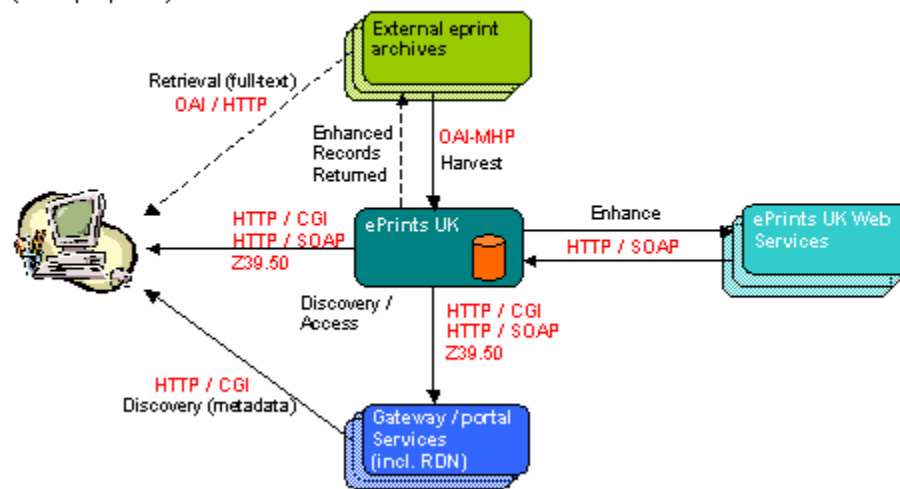 External eprint
archives
Retrieval (full-text)
OAI / HTTP
Enhanced
Records
Returned
OAI-MHP
Harvest
HTTP / CGI
HTTP / SOAP
Z39.50
ePrints UK
Enhance
HTTP / SOAP
ePrints UK Web
Services
Discovery /
Access
HTTP / CGI
HTTP / SOAP
Z39.50
HTTP / CGI
Discovery (metadata)
Gateway / portal
Services
(incl. RDN)